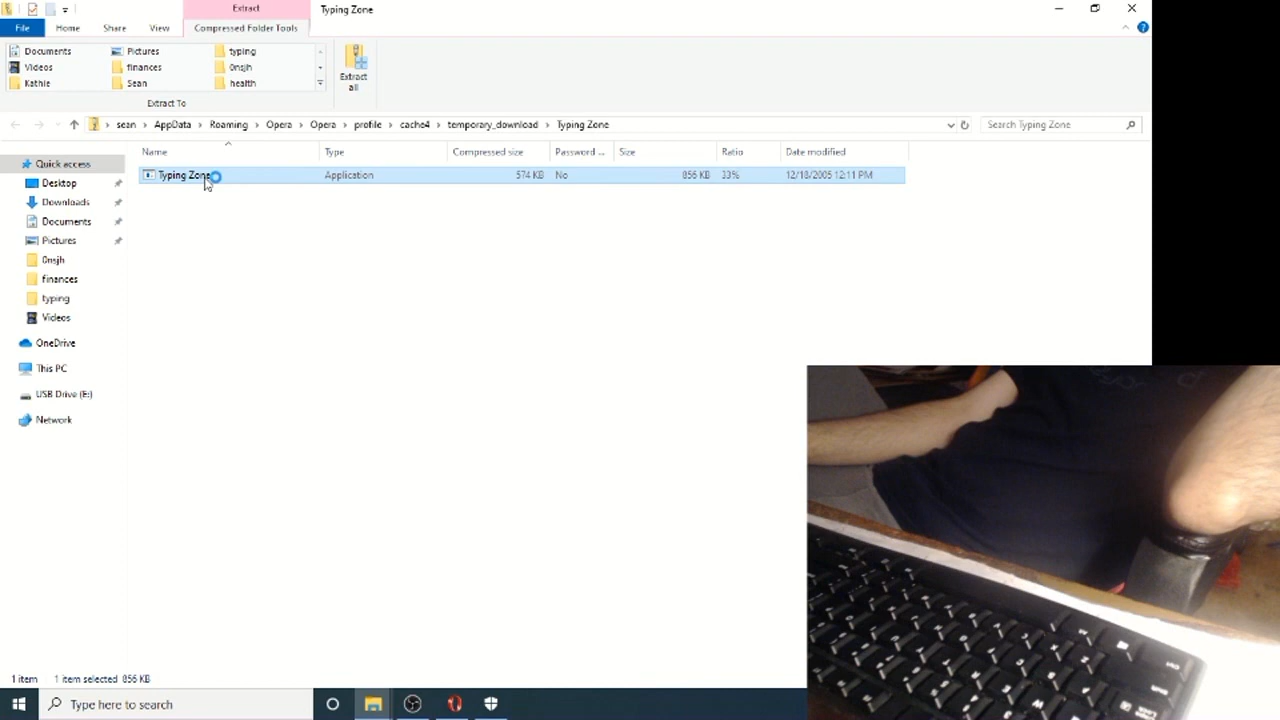 Extract
Typing Zone
File
Home
Share
View
Compressed Folder Tools
Documents
Pictures
typing
Videos
finances
0nsjh
Kathie
Sean
health
Extract all
Extract To
sean
AppData
Roaming
Opera
Opera
profile
cache4
temporary_download
Typing Zone
Search Typing Zone
Name
Type
Compressed size
Password ...
Size
Ratio
Date modified
Typing Zone
Application
574 KB
No
856 KB
33%
12/18/2005 12:11 PM
Quick access
Desktop
Downloads
Documents
Pictures
0nsjh
finances
typing
Videos
OneDrive
This PC
USB Drive (E:)
Network
1 item
1 item selected 856 KB
Type here to search